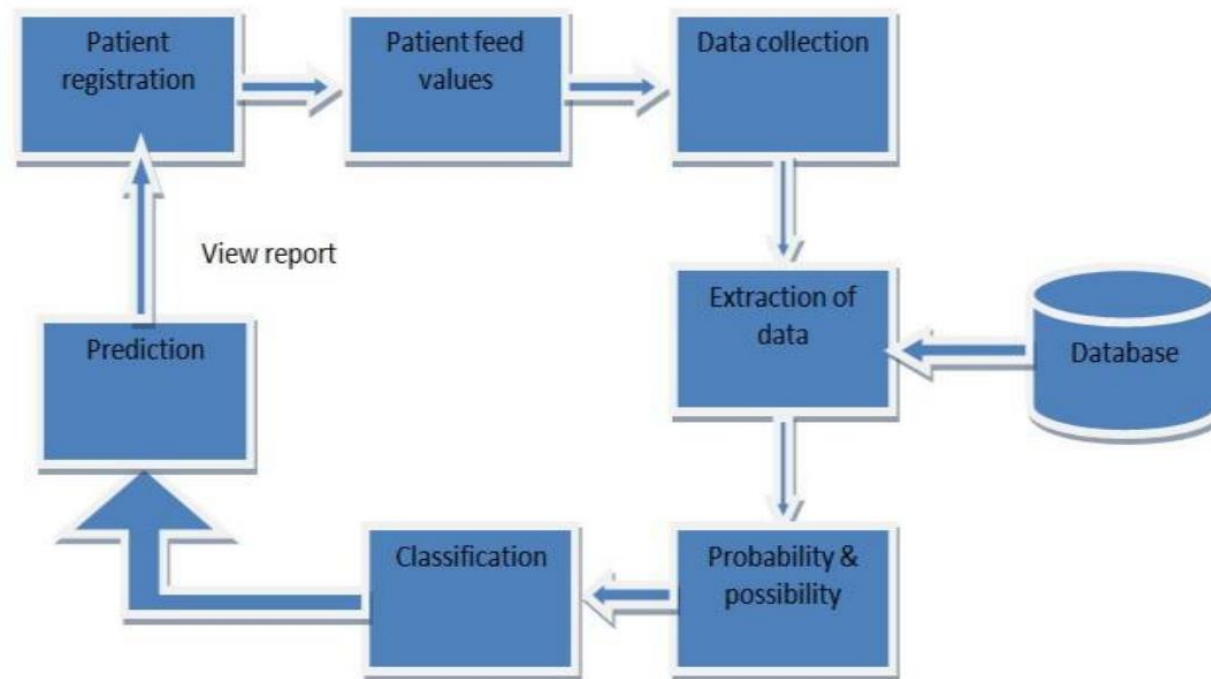 Patient
registration
Patient feed
values
Data collection
View report
Extraction of
data
Database
Prediction
Classification
Probability &
possibility